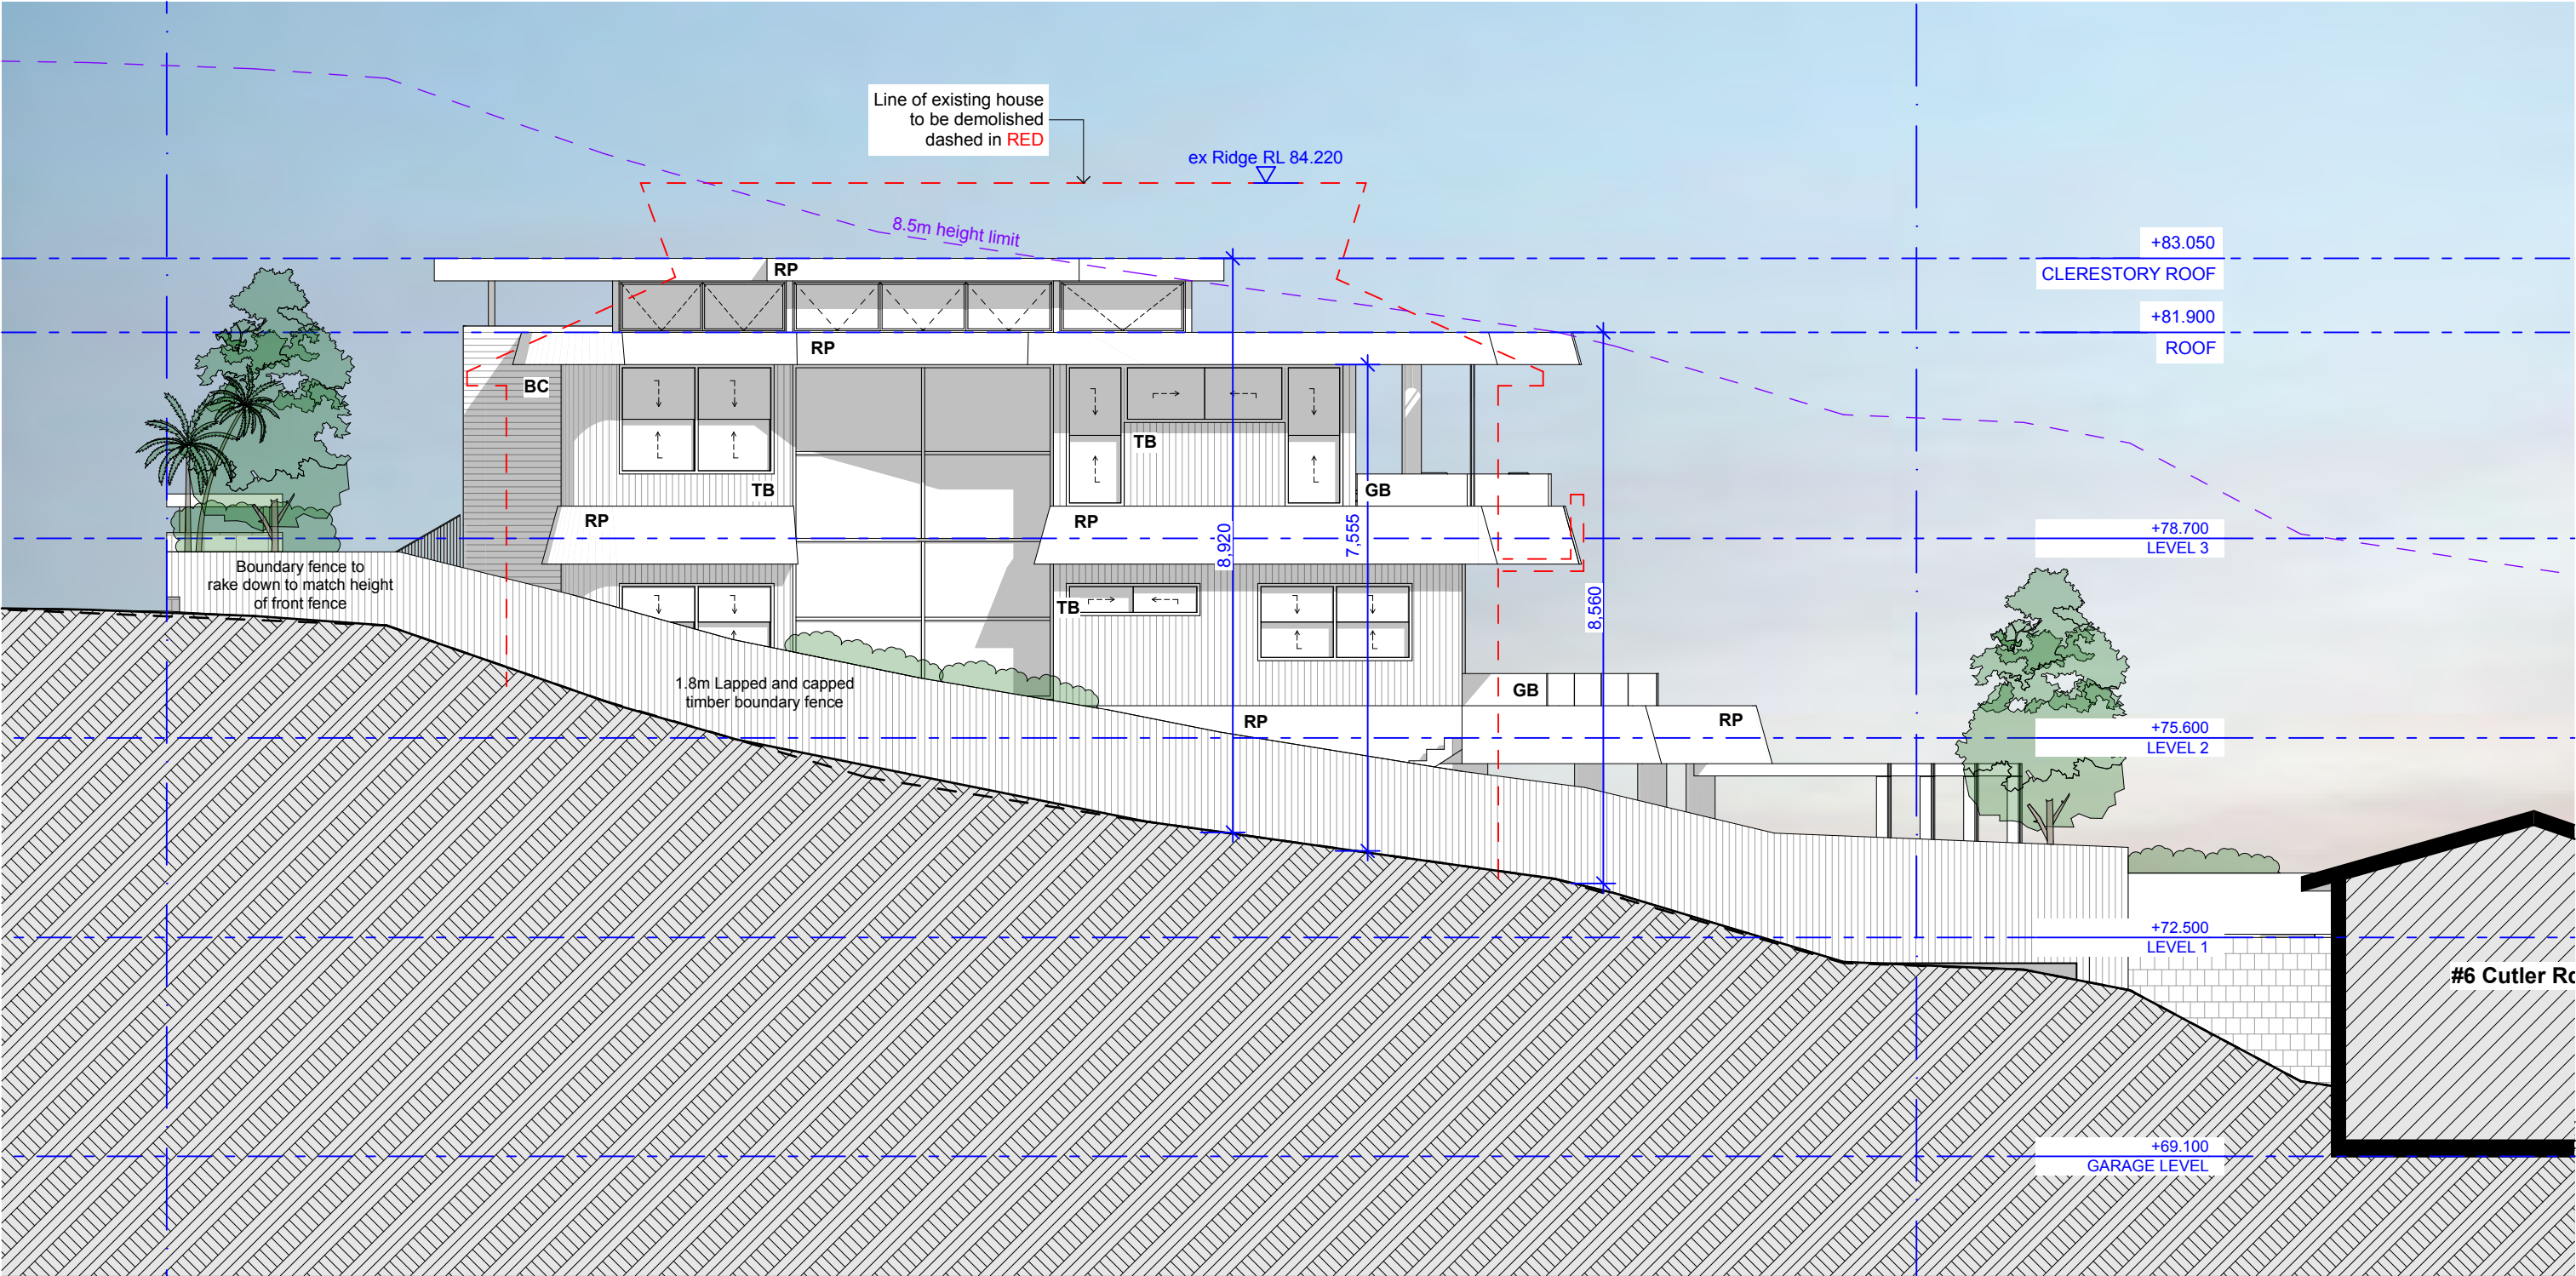 Line of existing house
to be demolished
dashed in RED
ex Ridge RL 84.220
8.5m height limit
+83.050
CLERESTORY ROOF
RP
+81.900
ROOF
RP
BC
TB
TB
GB
RP
RP
8,920
7,555
+78.700
LEVEL 3
Boundary fence to
rake down to match height
of front fence
TB
8,560
1.8m Lapped and capped
timber boundary fence
GB
RP
RP
+75.600
LEVEL 2
+72.500
LEVEL 1
#6 Cutler Rd
+69.100
GARAGE LEVEL